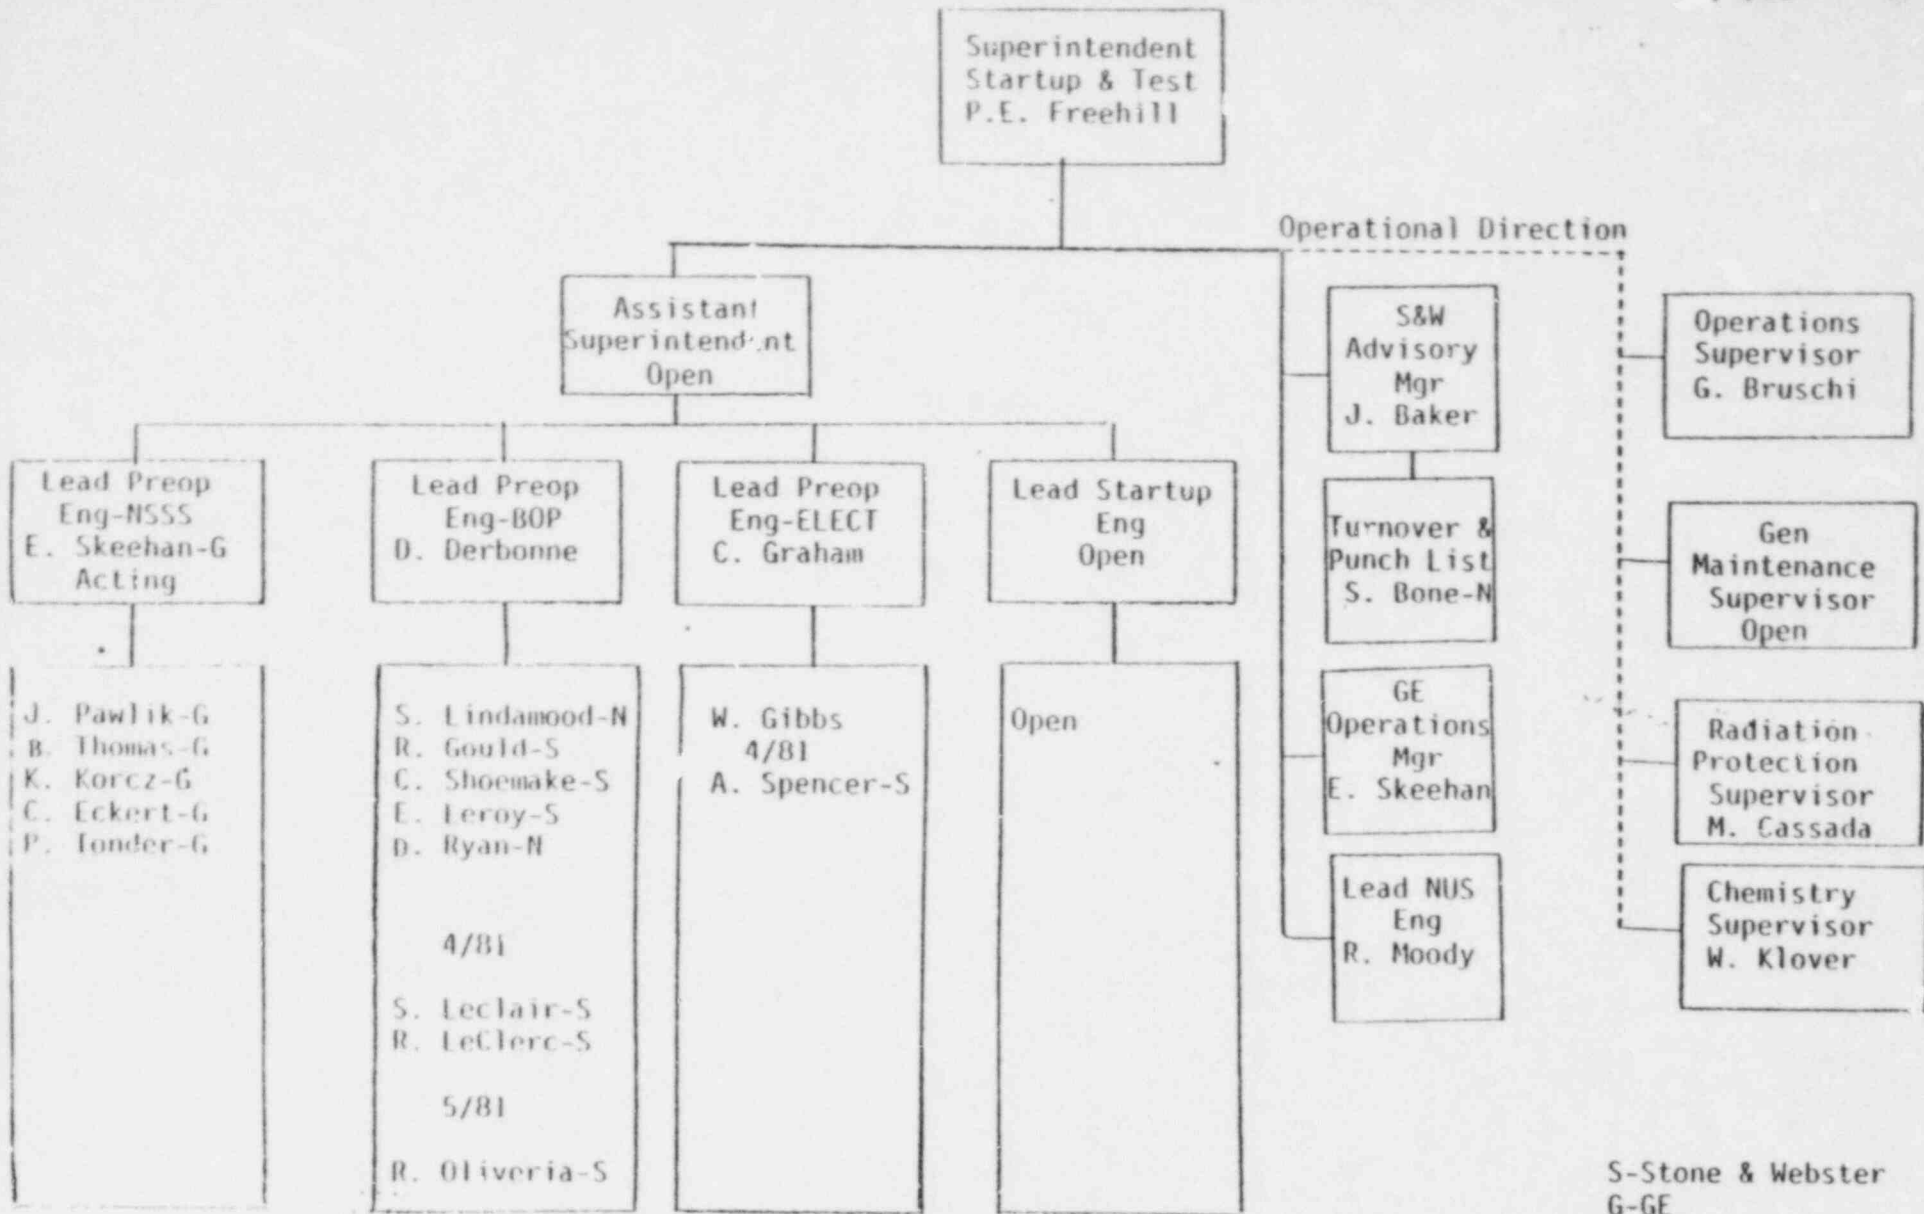 Superintendent
Startup & Test
P.E. Freehill
Operational Direction
Assistant
Superintendent
Open
Lead Preop
Eng-NSSS
E. Skeehan-G
Acting
J. Pawlik-G
B. Thomas-G
K. Korcz-G
C. Eckert-G
P. Tonder-G
Lead Preop
Eng-BOP
D. Derbonne
S. Lindamood-N
R. Gould-S
C. Shoemake-S
E. Leroy-S
D. Ryan-N
4/81
S. Leclair-S
R. LeClerc-S
5/81
R. Oliveria-S
Lead Preop
Eng-ELECT
C. Graham
W. Gibbs
4/81
A. Spencer-S
Lead Startup
Eng
Open
Open
S&W
Advisory
Mgr
J. Baker
Turnover &
Punch List
S. Bone-N
GE
Operations
Mgr
E. Skeehan
Lead NUS
Eng
R. Moody
Operations
Supervisor
G. Bruschi
Gen
Maintenance
Supervisor
Open
Radiation
Protection
Supervisor
M. Cassada
Chemistry
Supervisor
W. Klover
S-Stone & Webster
G-GE